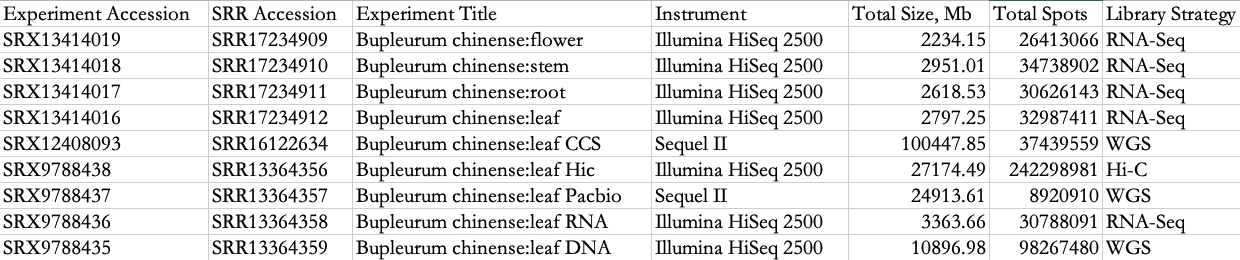 Experiment Accession SRR Accession Experiment Title Instrument Total Size, Mb Total Spots Library Strategy
SRX13414019 SRR17234909 Bupleurum chinense:flower Illumina HiSeq 2500 2234.15 26413066 RNA-Seq
SRX13414018 SRR17234910 Bupleurum chinense:stem Illumina HiSeq 2500 2951.01 34738902 RNA-Seq
SRX13414017 SRR17234911 Bupleurum chinense:root Illumina HiSeq 2500 2618.53 30626143 RNA-Seq
SRX13414016 SRR17234912 Bupleurum chinense:leaf Illumina HiSeq 2500 2797.25 32987411 RNA-Seq
SRX12408093 SRR16122634 Bupleurum chinense:leaf CCS Sequel II 100447.85 37439559 WGS
SRX9788438 SRR13364356 Bupleurum chinense:leaf Hic Illumina HiSeq 2500 27174.49 242298981 Hi-C
SRX9788437 SRR13364357 Bupleurum chinense:leaf Pacbio Sequel II 24913.61 8920910 WGS
SRX9788436 SRR13364358 Bupleurum chinense:leaf RNA Illumina HiSeq 2500 3363.66 30788091 RNA-Seq
SRX9788435 SRR13364359 Bupleurum chinense:leaf DNA Illumina HiSeq 2500 10896.98 98267480 WGS